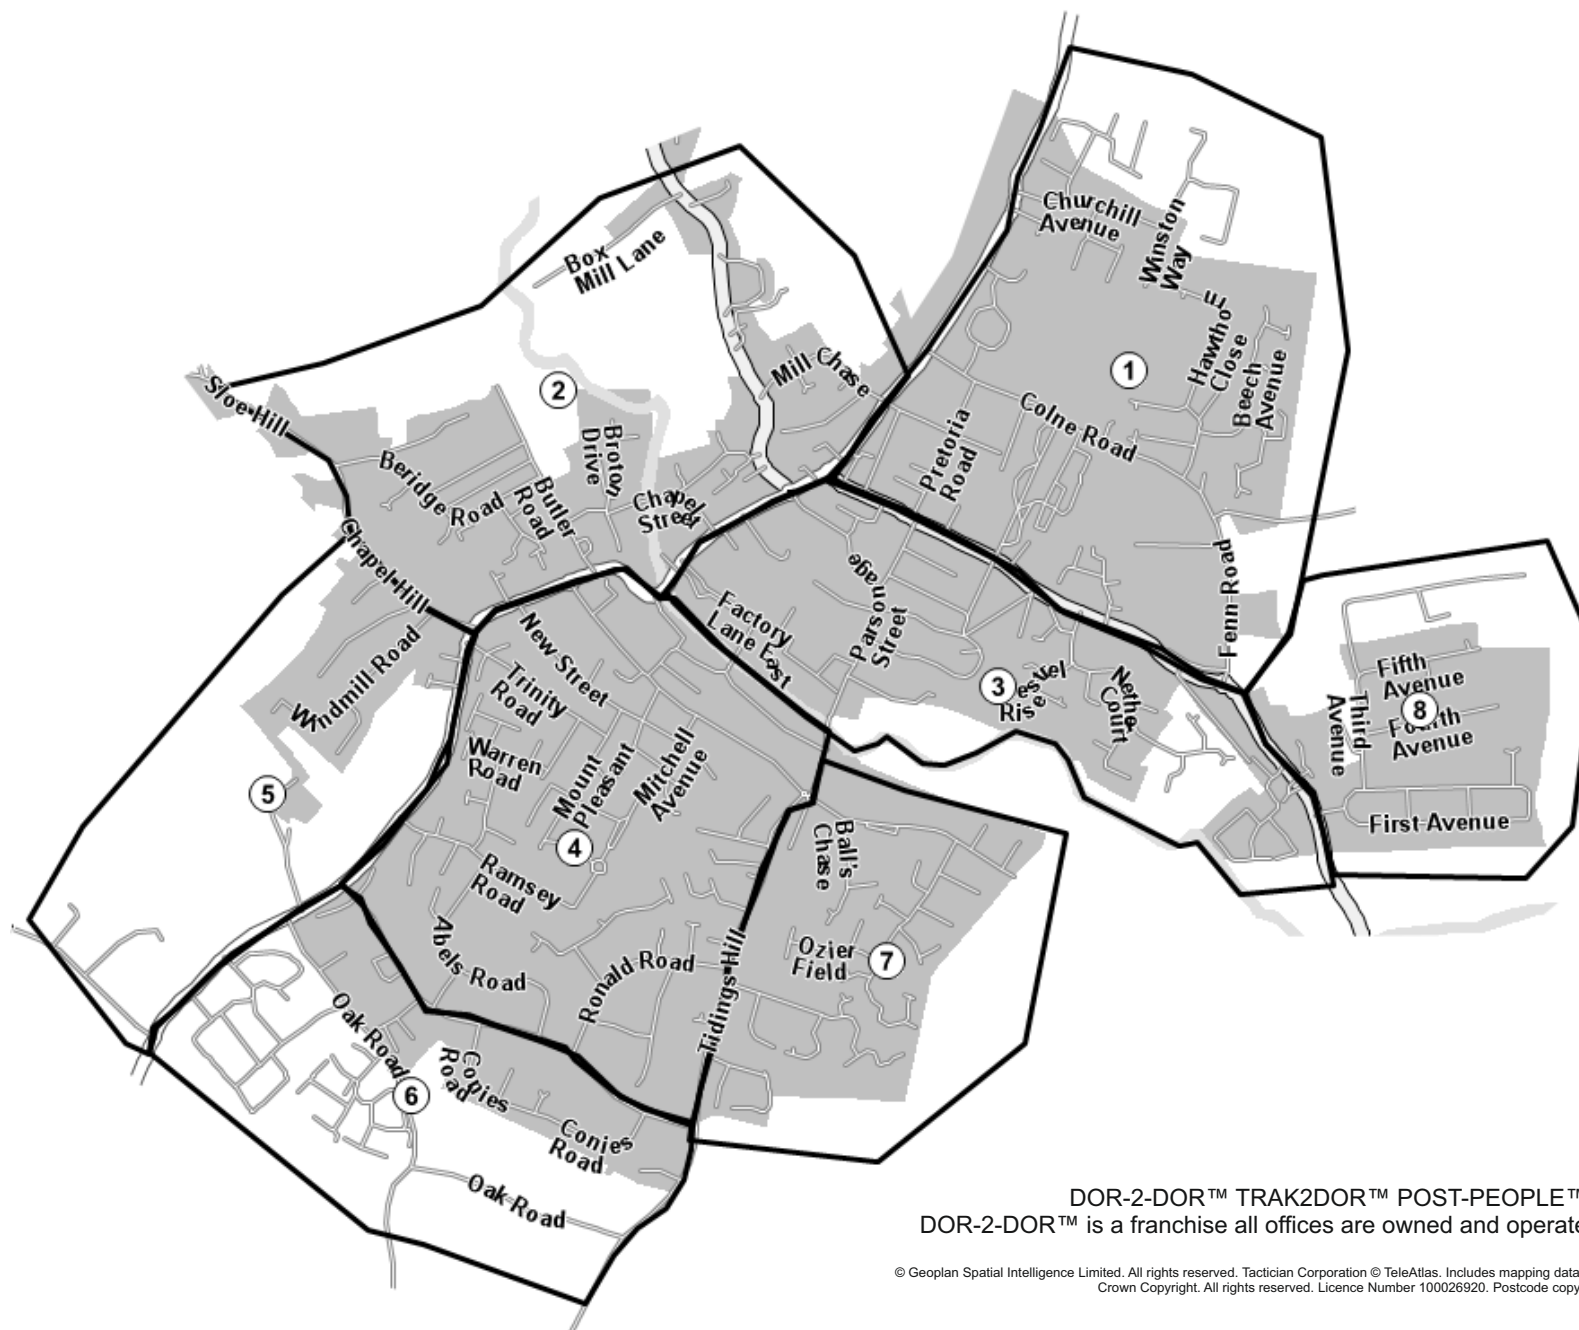 Churchill
Avenue
Winston
Way
Box
Mill Lane
Hawtho
Close
Beech
Avenue
1
Mill Chase
Sloe Hill
2
Colne Road
Pretoria
Road
Broton
Drive
Beridge Road
Butler
Road
Chapel
Street
Chapel Hill
Fenn Road
Parsonage
Street
Factory
Lane East
New Street
Windmill Road
Trinity
Road
3
Rise
Court
Fifth
Avenue
8
Fourth
Avenue
Third
Avenue
First Avenue
Warren
Road
Mount
Pleasant
Mitchell
Avenue
5
4
Ball's
Chase
Ramsey
Road
Abels Road
Ronald Road
Tidings Hill
Ozier
Field
7
Oak Road
6
Conies
Road
Conies
Road
Oak Road
DOR-2-DOR™ TRAK2DOR™ POST-PEOPLE™
DOR-2-DOR™ is a franchise all offices are owned and operate
© Geoplan Spatial Intelligence Limited. All rights reserved. Tactician Corporation © TeleAtlas. Includes mapping data
Crown Copyright. All rights reserved. Licence Number 100026920. Postcode copy